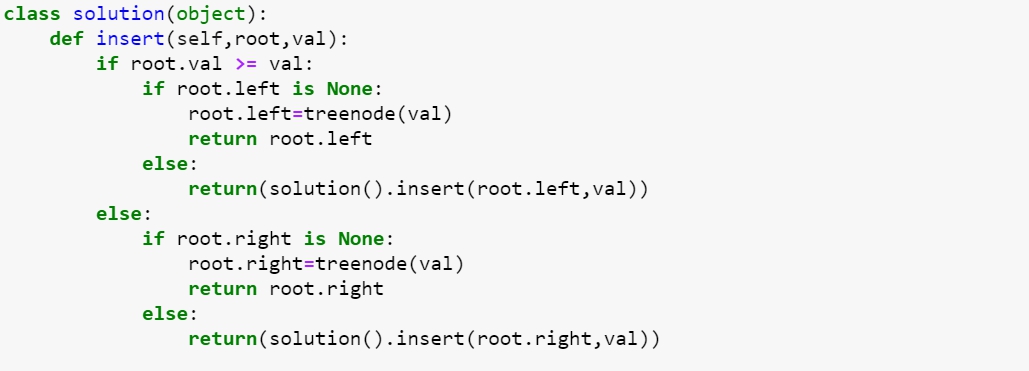 class solution(object):
    def insert(self,root,val):
        if root.val >= val:
            if root.left is None:
                root.left=treenode(val)
                return root.left
            else:
                return(solution().insert(root.left,val))
        else:
            if root.right is None:
                root.right=treenode(val)
                return root.right
            else:
                return(solution().insert(root.right,val))